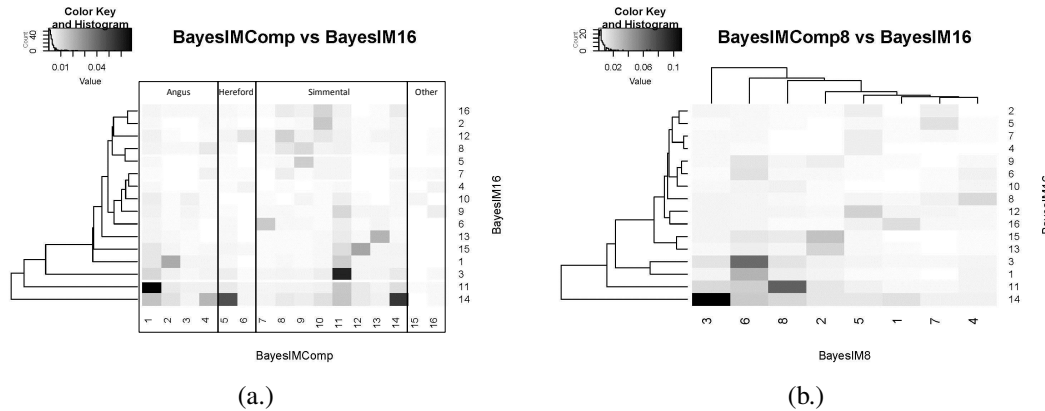 Color Key
and Histogram
Count
0 20 40
0.01 0.04
Value
BayesIMComp vs BayesIM16
Angus Hereford Simmental Other
16
2
12
8
5
7
4
10
9
6
13
15
1
3
11
14
BayesIM16
1 2 3 4 5 6 7 8 9 10 11 12 13 14 15 16
BayesIMComp
(a.)
Color Key
and Histogram
Count
0 20
0.02 0.06 0.1
Value
BayesIMComp8 vs BayesIM16
2
5
7
4
9
6
10
8
12
16
15
13
3
1
11
14
BayesIM16
3 6 8 2 5 1 7 4
BayesIM8
(b.)